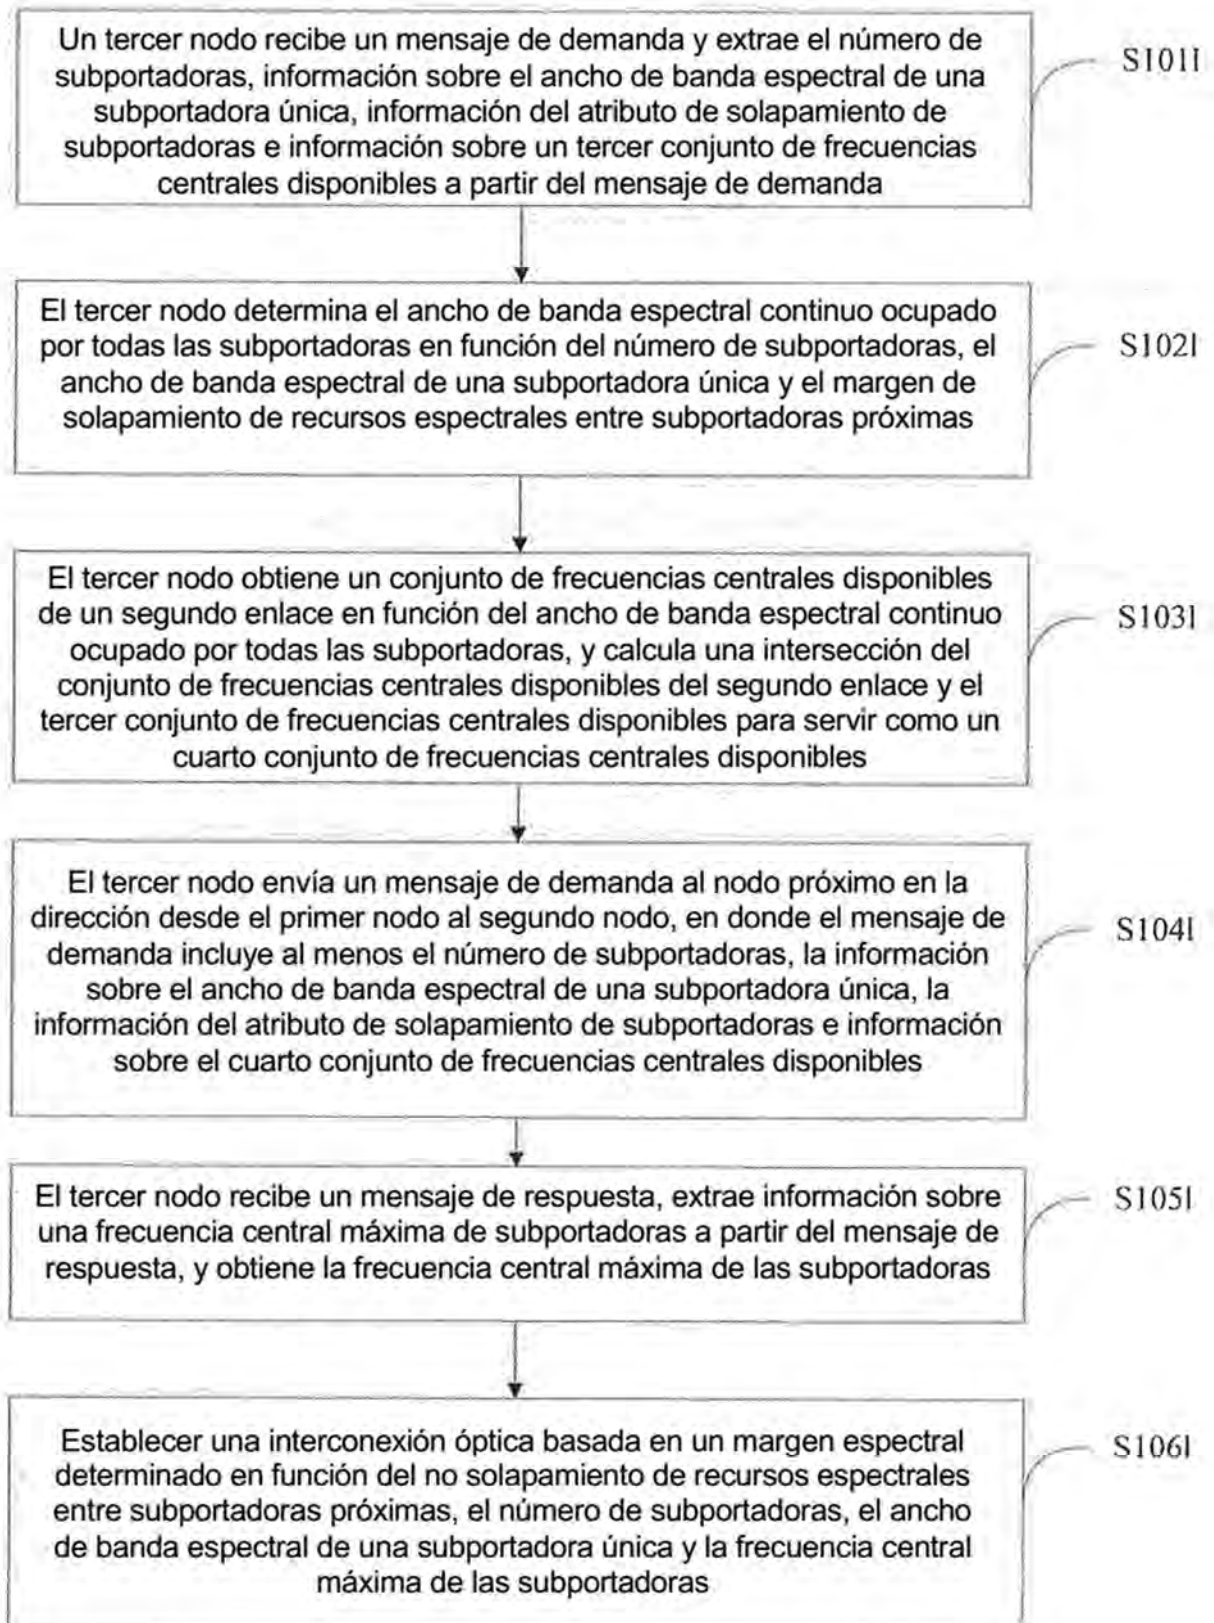 Un tercer nodo recibe un mensaje de demanda y extrae el número de
subportadoras, información sobre el ancho de banda espectral de una
subportadora única, información del atributo de solapamiento de
subportadoras e información sobre un tercer conjunto de frecuencias
centrales disponibles a partir del mensaje de demanda
S101I
El tercer nodo determina el ancho de banda espectral continuo ocupado
por todas las subportadoras en función del número de subportadoras, el
ancho de banda espectral de una subportadora única y el margen de
solapamiento de recursos espectrales entre subportadoras próximas
S102I
El tercer nodo obtiene un conjunto de frecuencias centrales disponibles
de un segundo enlace en función del ancho de banda espectral continuo
ocupado por todas las subportadoras, y calcula una intersección del
conjunto de frecuencias centrales disponibles del segundo enlace y el
tercer conjunto de frecuencias centrales disponibles para servir como un
cuarto conjunto de frecuencias centrales disponibles
S103I
El tercer nodo envía un mensaje de demanda al nodo próximo en la
dirección desde el primer nodo al segundo nodo, en donde el mensaje de
demanda incluye al menos el número de subportadoras, la información
sobre el ancho de banda espectral de una subportadora única, la
información del atributo de solapamiento de subportadoras e información
sobre el cuarto conjunto de frecuencias centrales disponibles
S104I
El tercer nodo recibe un mensaje de respuesta, extrae información sobre
una frecuencia central máxima de subportadoras a partir del mensaje de
respuesta, y obtiene la frecuencia central máxima de las subportadoras
S105I
Establecer una interconexión óptica basada en un margen espectral
determinado en función del no solapamiento de recursos espectrales
entre subportadoras próximas, el número de subportadoras, el ancho
de banda espectral de una subportadora única y la frecuencia central
máxima de las subportadoras
S106I